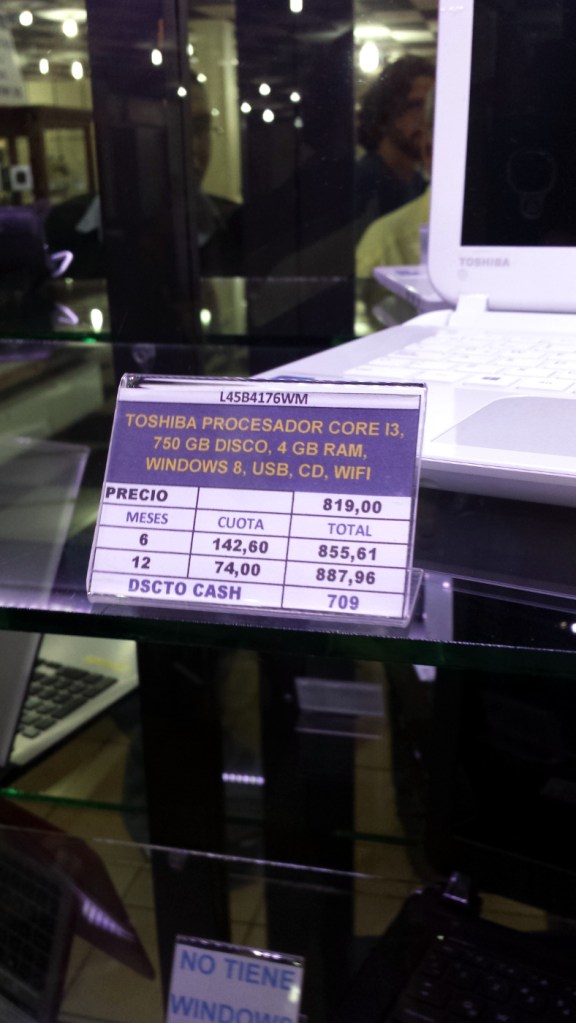 TOSHIBA
L45B4176WM
TOSHIBA PROCESADOR CORE I3,
750 GB DISCO, 4 GB RAM,
WINDOWS 8, USB, CD, WIFI
PRECIO 819,00
MESES CUOTA TOTAL
6 142,60 855,61
12 74,00 887,96
DSCTO CASH 709
NO TIENE
WINDOWS